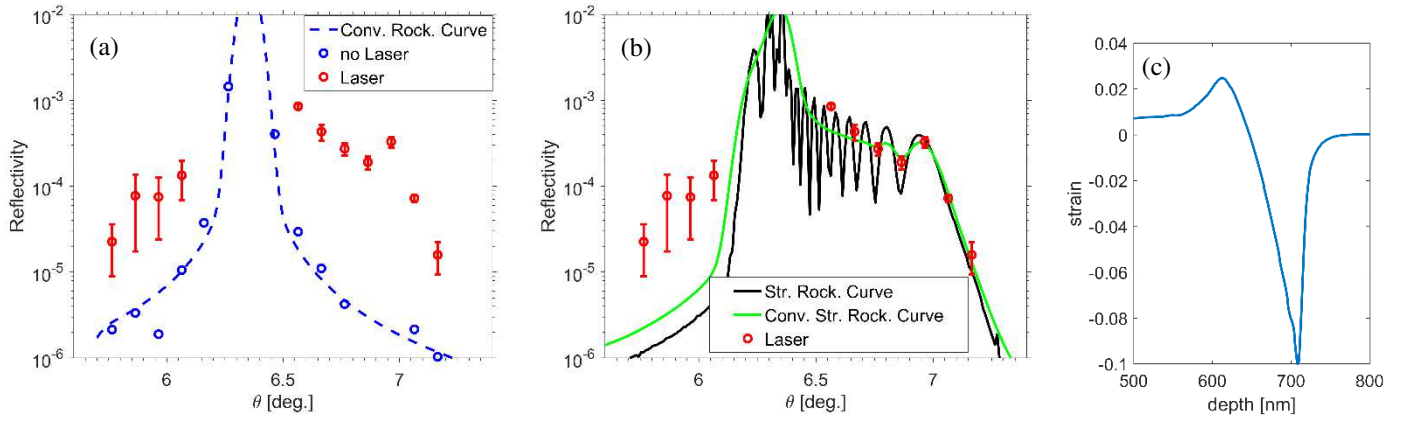 (a)
Conv. Rock. Curve
no Laser
Laser
Reflectivity
10⁻²
10⁻³
10⁻⁴
10⁻⁵
10⁻⁶
6
6.5
7
θ [deg.]
(b)
Reflectivity
10⁻²
10⁻³
10⁻⁴
10⁻⁵
10⁻⁶
Str. Rock. Curve
Conv. Str. Rock. Curve
Laser
6
6.5
7
θ [deg.]
(c)
strain
0.04
0.02
0
-0.02
-0.04
-0.06
-0.08
-0.1
500
600
700
800
depth [nm]